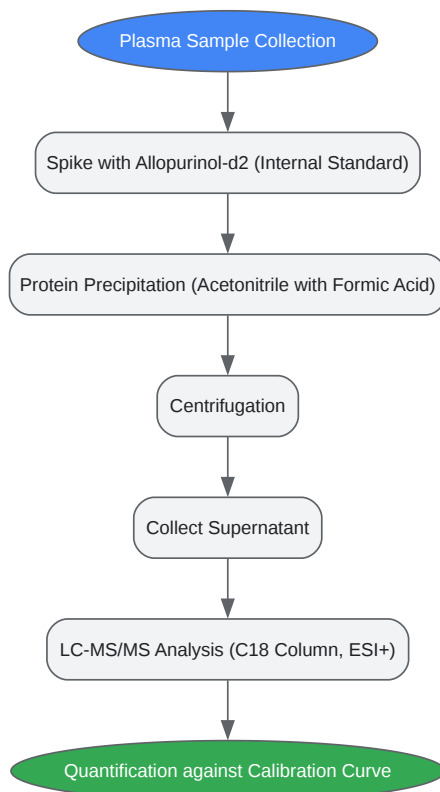 Plasma Sample Collection
Spike with Allopurinol-d2 (Internal Standard)
Protein Precipitation (Acetonitrile with Formic Acid)
Centrifugation
Collect Supernatant
LC-MS/MS Analysis (C18 Column, ESI+)
Quantification against Calibration Curve